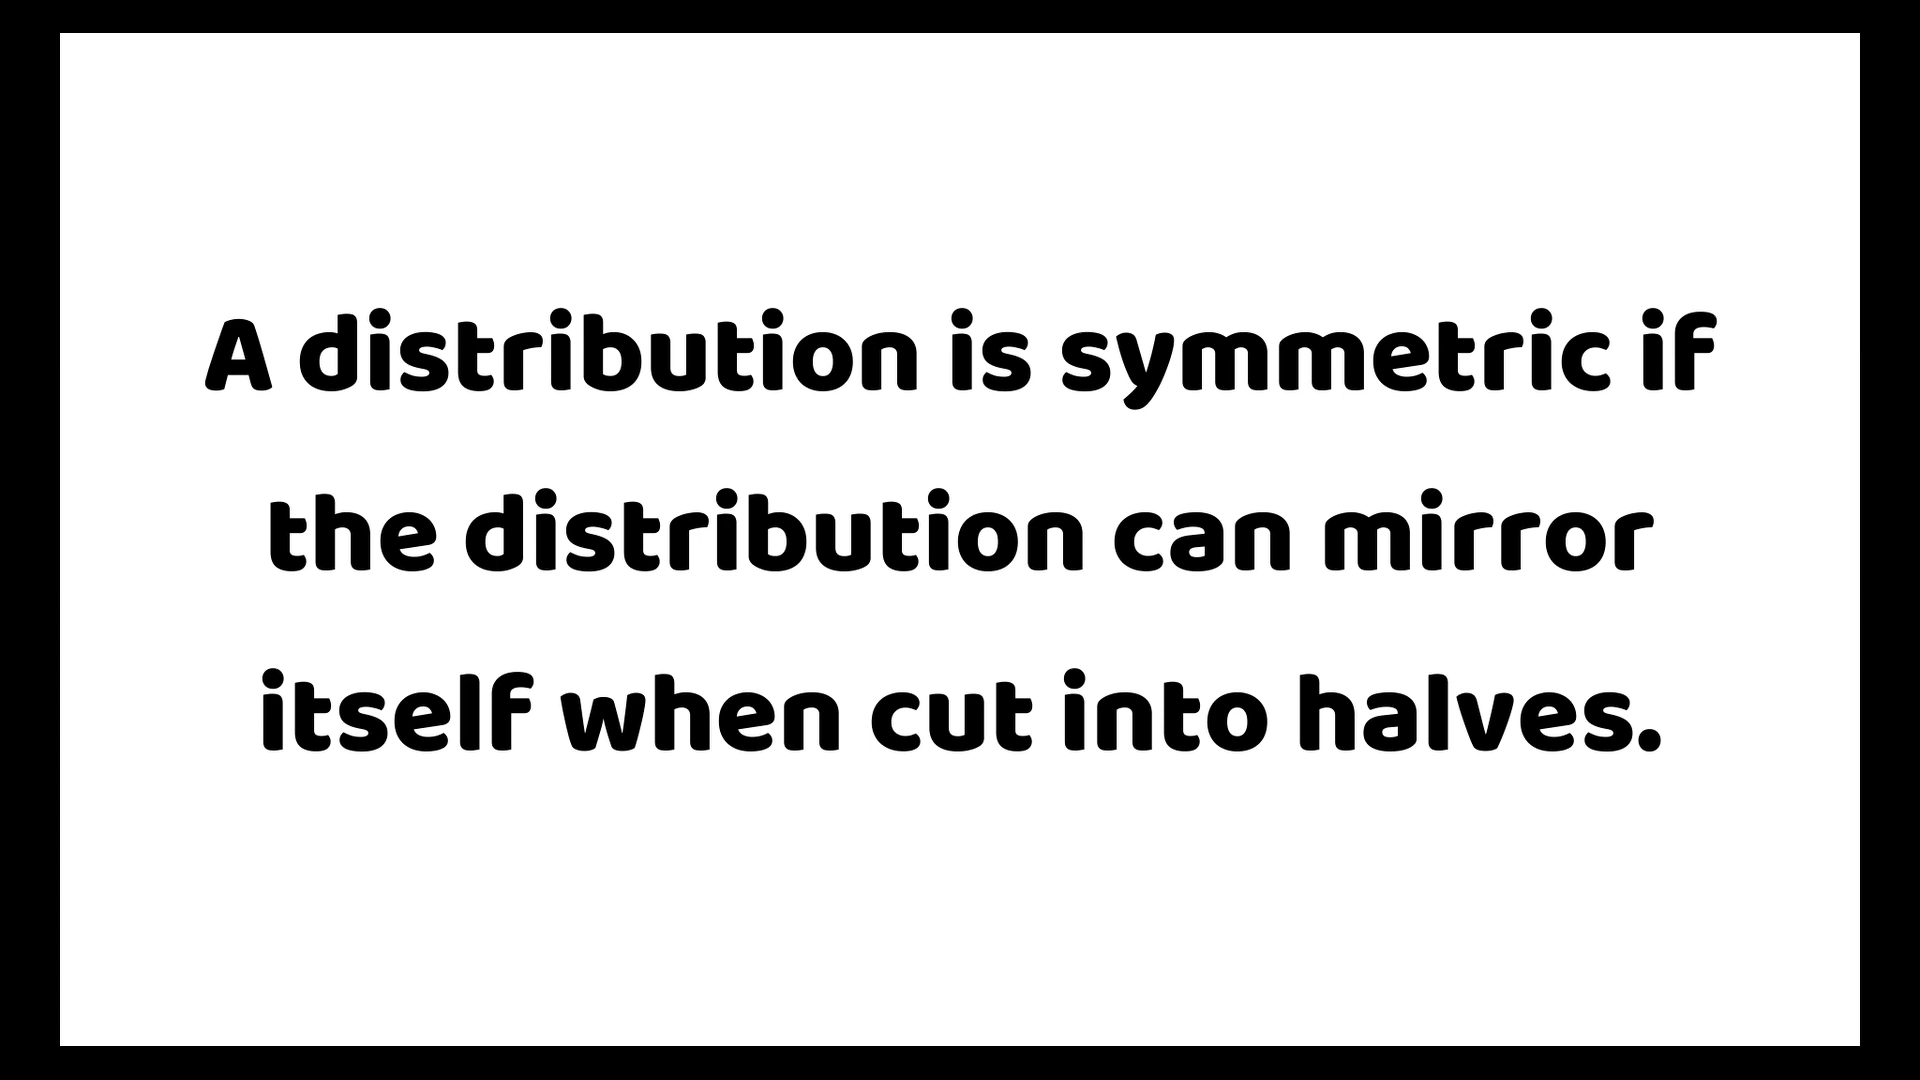 A distribution is symmetric if
the distribution can mirror
itself when cut into halves.